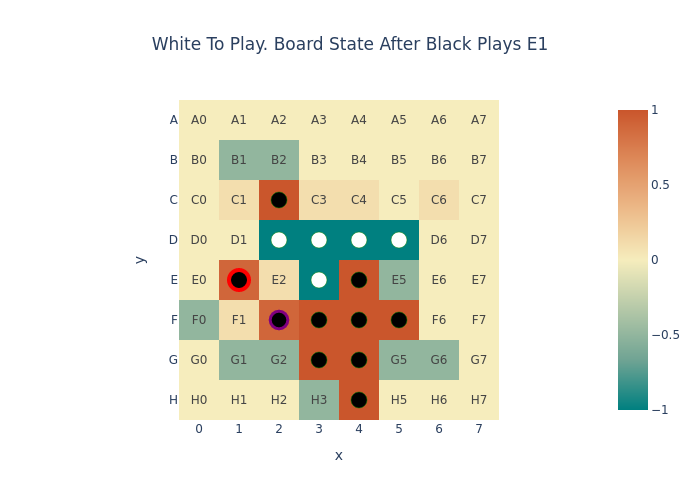 White To Play. Board State After Black Plays E1
A A0 A1 A2 A3 A4 A5 A6 A7
B B0 B1 B2 B3 B4 B5 B6 B7
C C0 C1 C3 C4 C5 C6 C7
D D0 D1 D6 D7
E E0 E2 E5 E6 E7
F F0 F1 F6 F7
G G0 G1 G2 G5 G6 G7
H H0 H1 H2 H3 H5 H6 H7
0 1 2 3 4 5 6 7
x
y
1
0.5
0
−0.5
−1